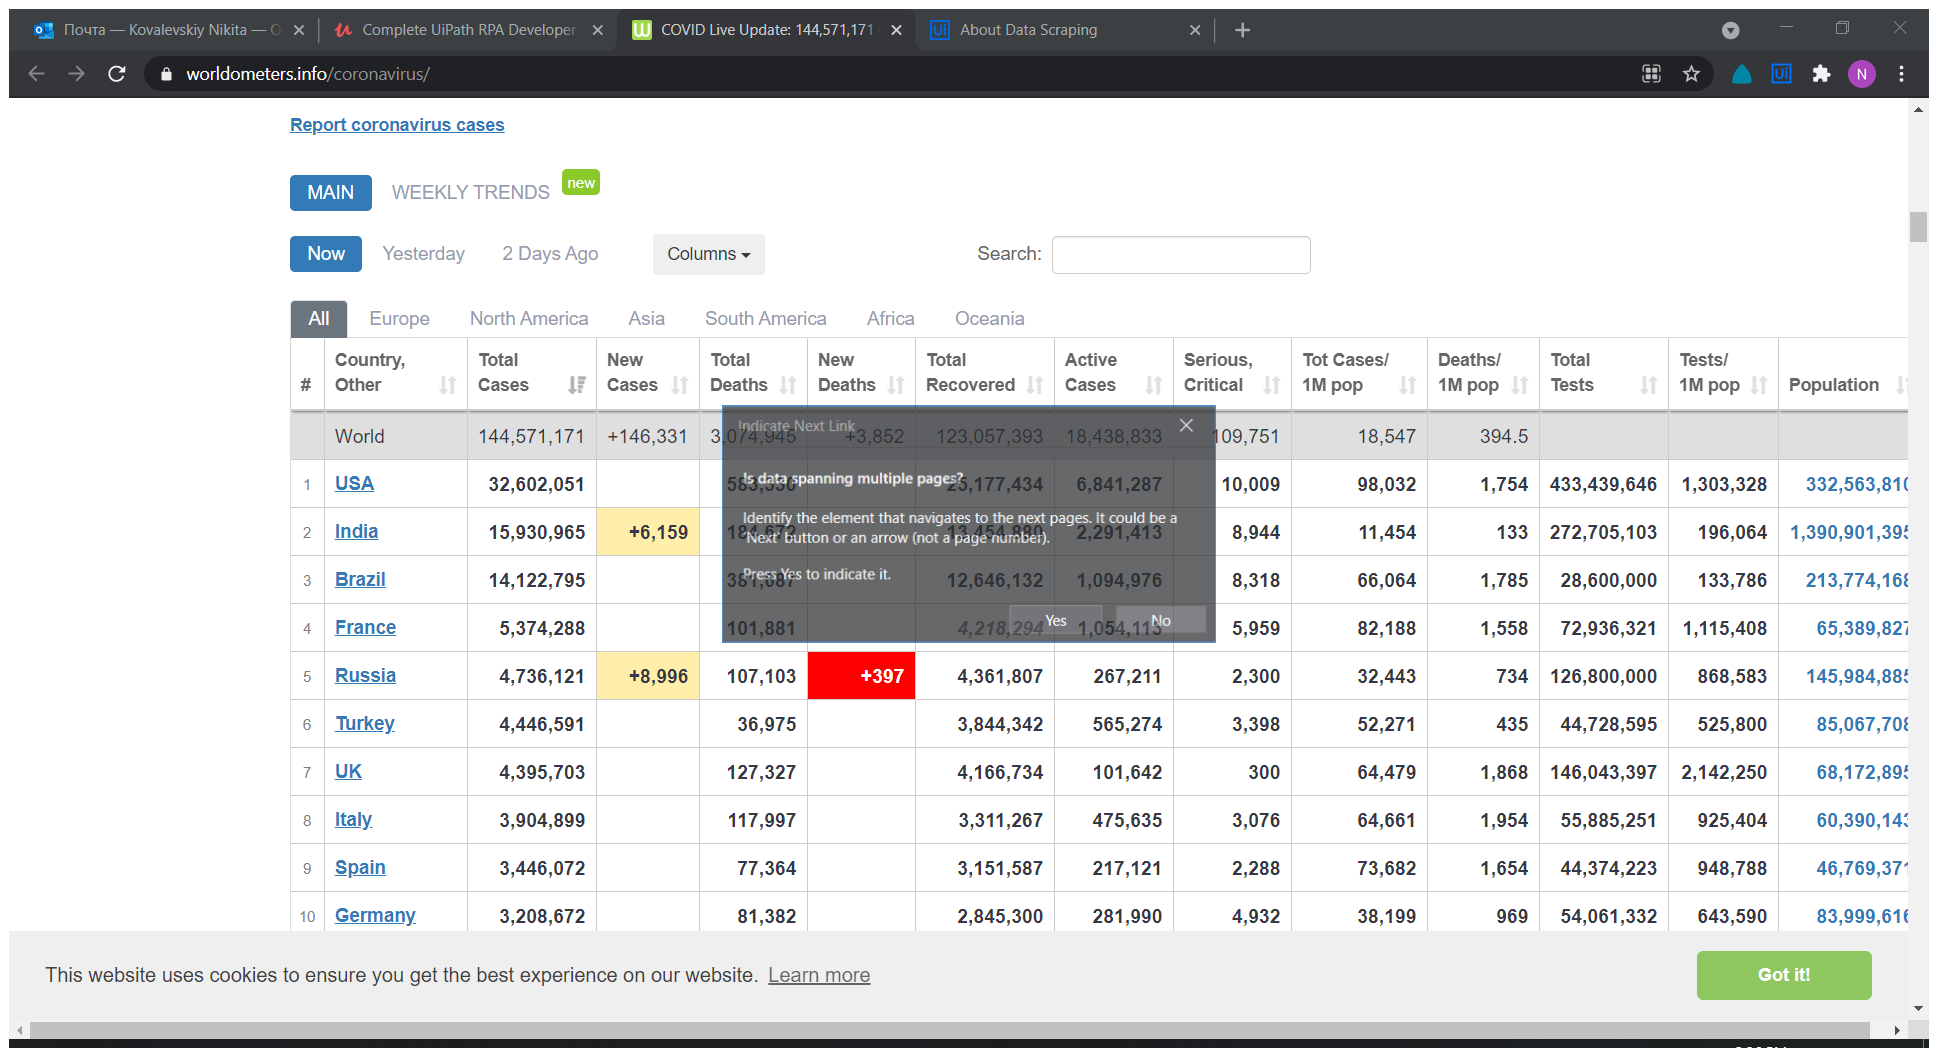 Почта — Kovalevskiy Nikita — O
Complete UiPath RPA Developer
COVID Live Update: 144,571,171
About Data Scraping
worldometers.info/coronavirus/
N
Report coronavirus cases
MAIN WEEKLY TRENDS new
Now Yesterday 2 Days Ago Columns Search:
All Europe North America Asia South America Africa Oceania
# Country, Other Total Cases New Cases Total Deaths New Deaths Total Recovered Active Cases Serious, Critical Tot Cases/ 1M pop Deaths/ 1M pop Total Tests Tests/ 1M pop Population
World 144,571,171 +146,331 3,074,945 +3,852 123,057,393 18,438,833 109,751 18,547 394.5
1 USA 32,602,051 25,177,434 6,841,287 10,009 98,032 1,754 433,439,646 1,303,328 332,563,810
2 India 15,930,965 +6,159 184,672 13,454,880 2,291,413 8,944 11,454 133 272,705,103 196,064 1,390,901,395
3 Brazil 14,122,795 12,646,132 1,094,976 8,318 66,064 1,785 28,600,000 133,786 213,774,168
4 France 5,374,288 101,881 4,218,294 1,054,113 5,959 82,188 1,558 72,936,321 1,115,408 65,389,827
5 Russia 4,736,121 +8,996 107,103 +397 4,361,807 267,211 2,300 32,443 734 126,800,000 868,583 145,984,885
6 Turkey 4,446,591 36,975 3,844,342 565,274 3,398 52,271 435 44,728,595 525,800 85,067,708
7 UK 4,395,703 127,327 4,166,734 101,642 300 64,479 1,868 146,043,397 2,142,250 68,172,895
8 Italy 3,904,899 117,997 3,311,267 475,635 3,076 64,661 1,954 55,885,251 925,404 60,390,143
9 Spain 3,446,072 77,364 3,151,587 217,121 2,288 73,682 1,654 44,374,223 948,788 46,769,371
10 Germany 3,208,672 81,382 2,845,300 281,990 4,932 38,199 969 54,061,332 643,590 83,999,616
Indicate Next Link
Is data spanning multiple pages?
Identify the element that navigates to the next pages. It could be a
'Next' button or an arrow (not a page number).
Press Yes to indicate it.
Yes No
This website uses cookies to ensure you get the best experience on our website. Learn more
Got it!